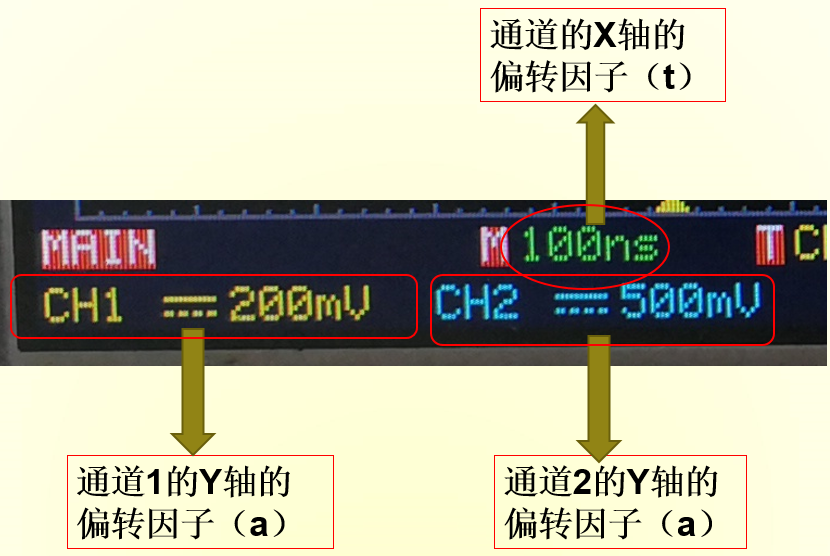 通道的X轴的
偏转因子（t）
MAIN
M 100ns
T
CH1 200mV
CH2 500mV
通道1的Y轴的
偏转因子（a）
通道2的Y轴的
偏转因子（a）